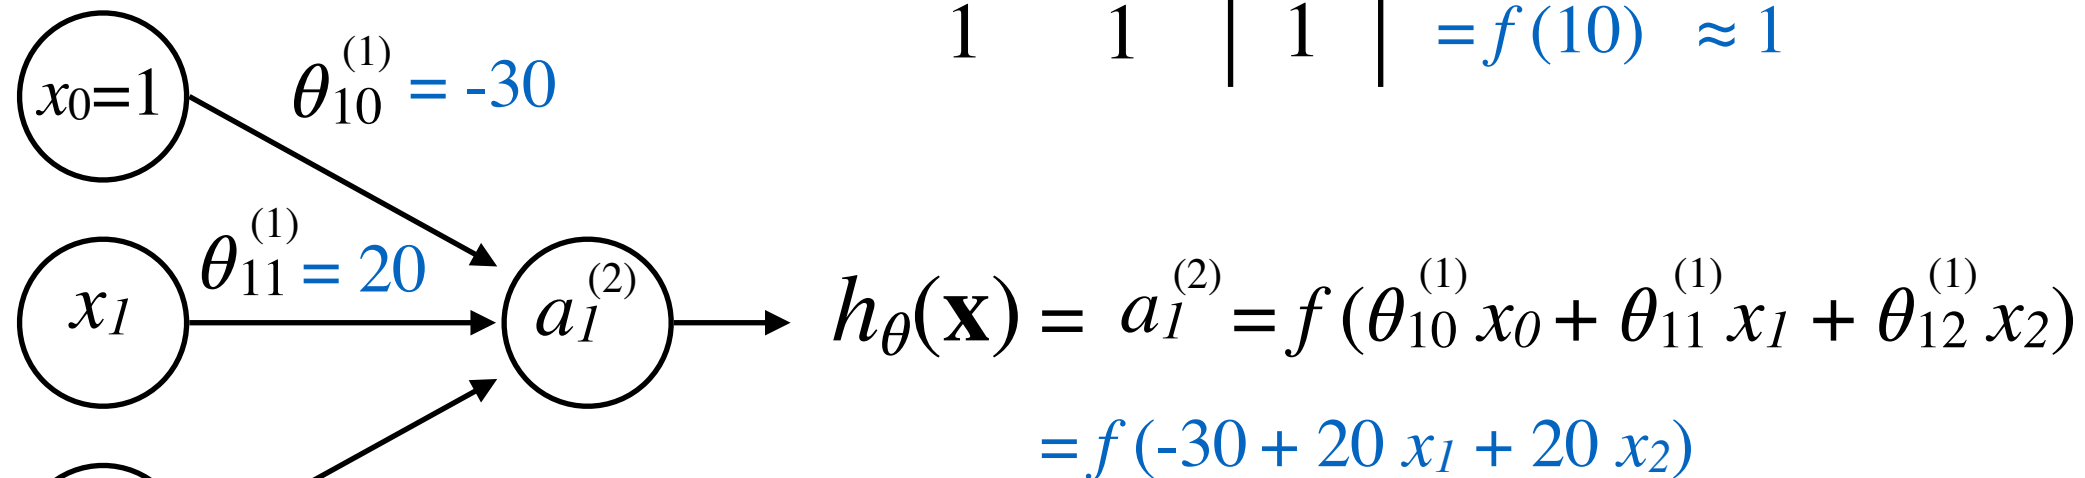 1 1 | 1 | = f (10) ≈ 1
x₀=1 θ₁₀⁽¹⁾ = -30
θ₁₁⁽¹⁾ = 20
x₁ a₁⁽²⁾ h_θ(x) = a₁⁽²⁾ = f (θ₁₀⁽¹⁾ x₀ + θ₁₁⁽¹⁾ x₁ + θ₁₂⁽¹⁾ x₂)
= f (-30 + 20 x₁ + 20 x₂)